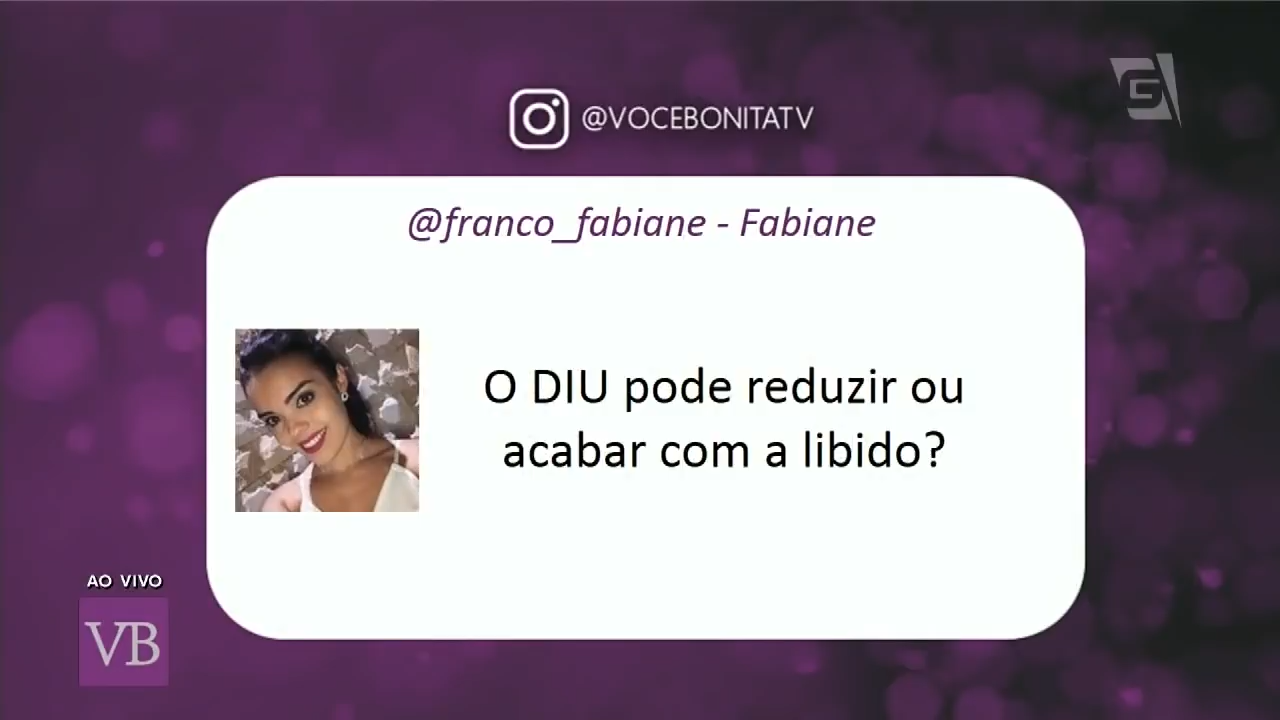 @VOCEBONITATV
@franco_fabiane - Fabiane
O DIU pode reduzir ou
acabar com a libido?
AO VIVO
VB